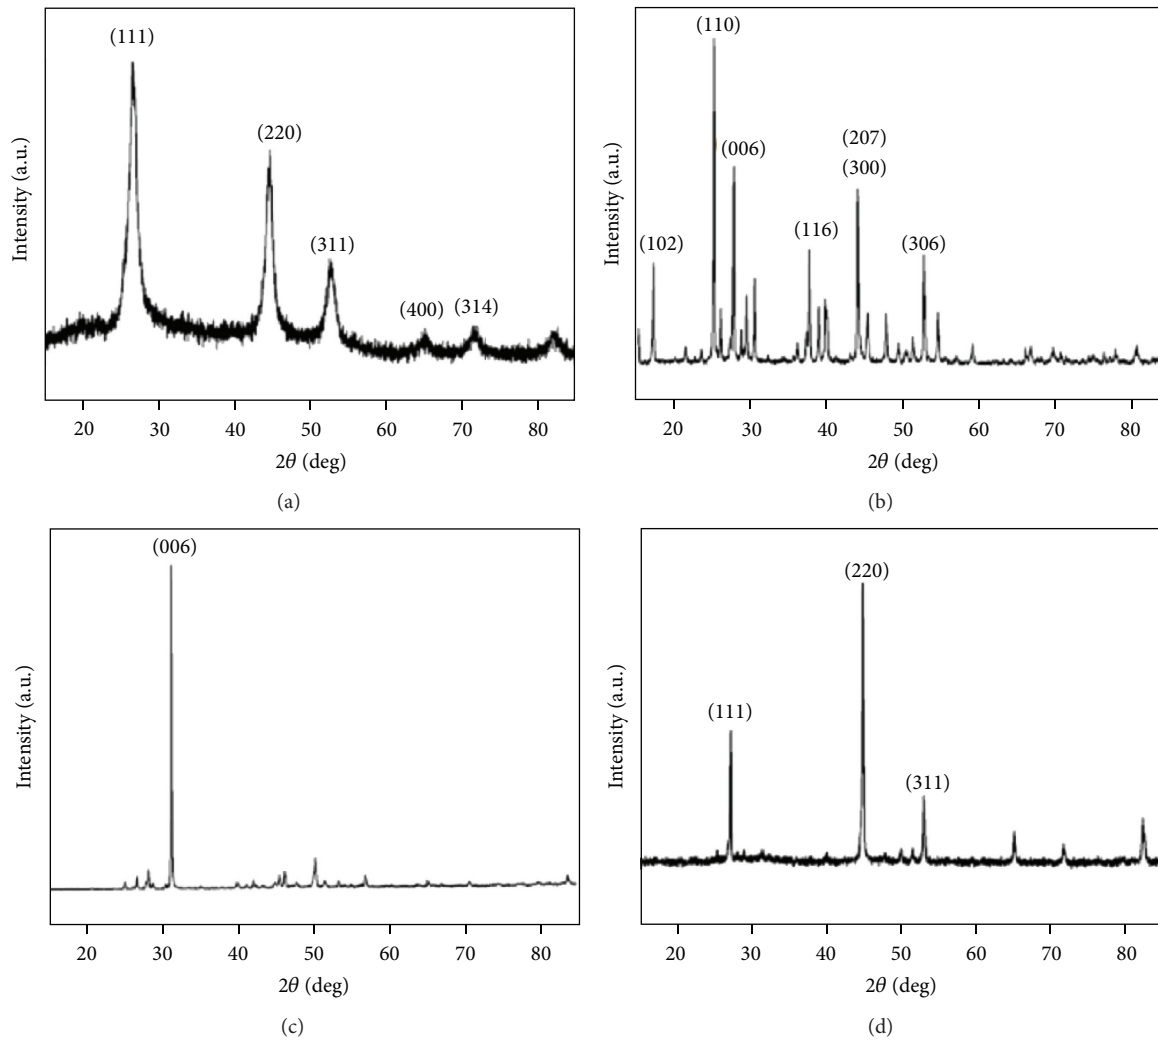 (111)
(220)
(311)
(400)
(314)
Intensity (a.u.)
20 30 40 50 60 70 80
2θ (deg)
(a)
(110)
(006)
(207)
(300)
(116)
(306)
(102)
Intensity (a.u.)
20 30 40 50 60 70 80
2θ (deg)
(b)
(006)
Intensity (a.u.)
20 30 40 50 60 70 80
2θ (deg)
(c)
(220)
(111)
(311)
Intensity (a.u.)
20 30 40 50 60 70 80
2θ (deg)
(d)